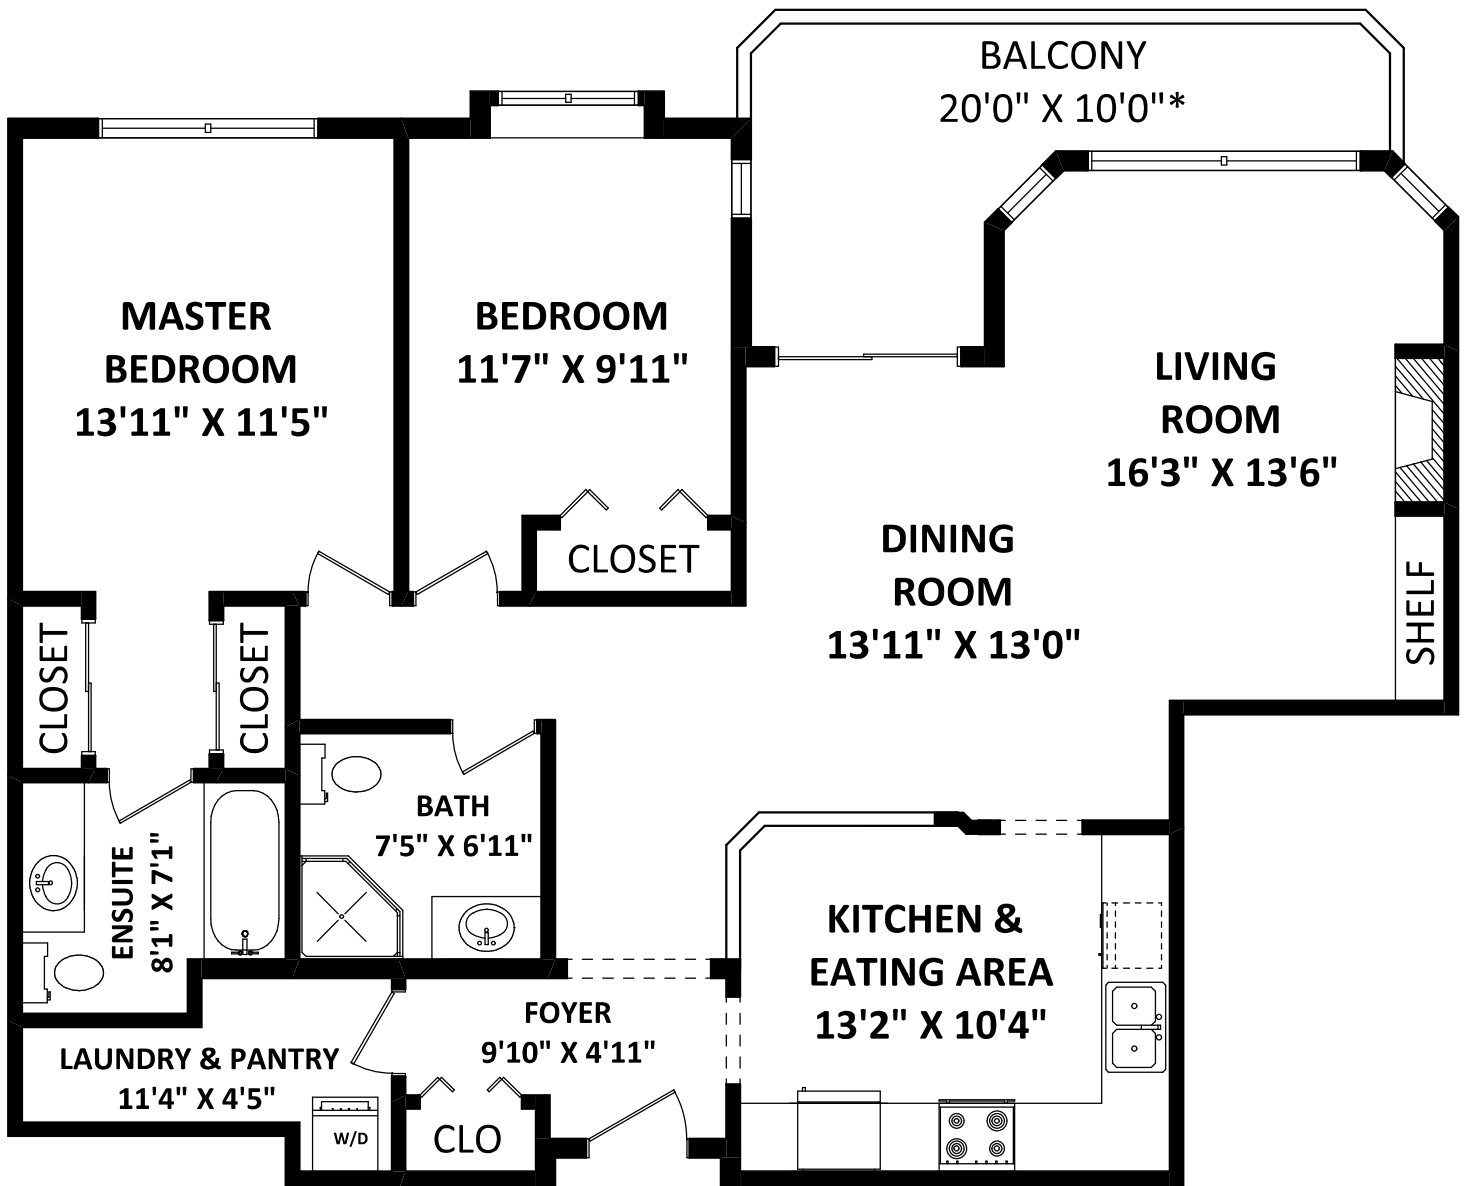 BALCONY
20'0" X 10'0"*
MASTER
BEDROOM
13'11" X 11'5"
BEDROOM
11'7" X 9'11"
LIVING
ROOM
16'3" X 13'6"
CLOSET
DINING
ROOM
13'11" X 13'0"
SHELF
CLOSET
CLOSET
BATH
7'5" X 6'11"
ENSUITE
8'1" X 7'1"
KITCHEN &
EATING AREA
13'2" X 10'4"
FOYER
9'10" X 4'11"
LAUNDRY & PANTRY
11'4" X 4'5"
W/D
CLO